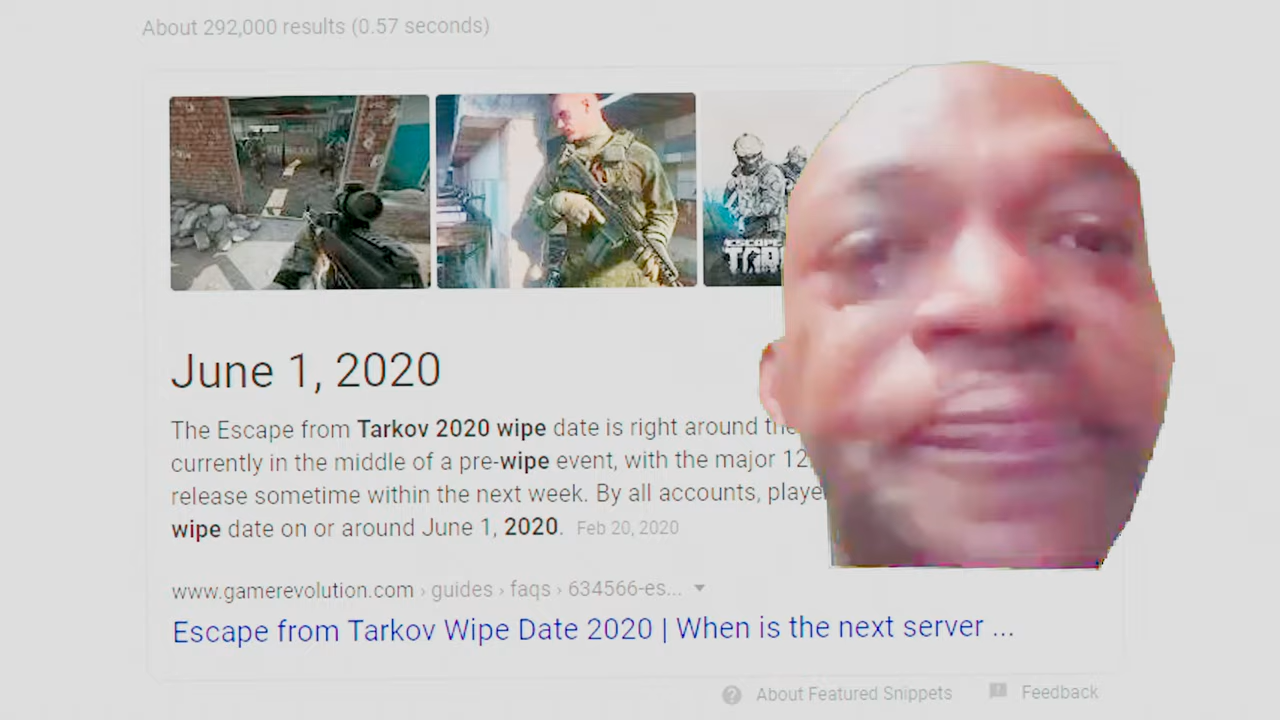 About 292,000 results (0.57 seconds)
ESCAPE
June 1, 2020
The Escape from Tarkov 2020 wipe date is right around the
currently in the middle of a pre-wipe event, with the major 12
release sometime within the next week. By all accounts, playe
wipe date on or around June 1, 2020. Feb 20, 2020
www.gamerevolution.com › guides › faqs › 634566-es...
Escape from Tarkov Wipe Date 2020 | When is the next server ...
About Featured Snippets Feedback